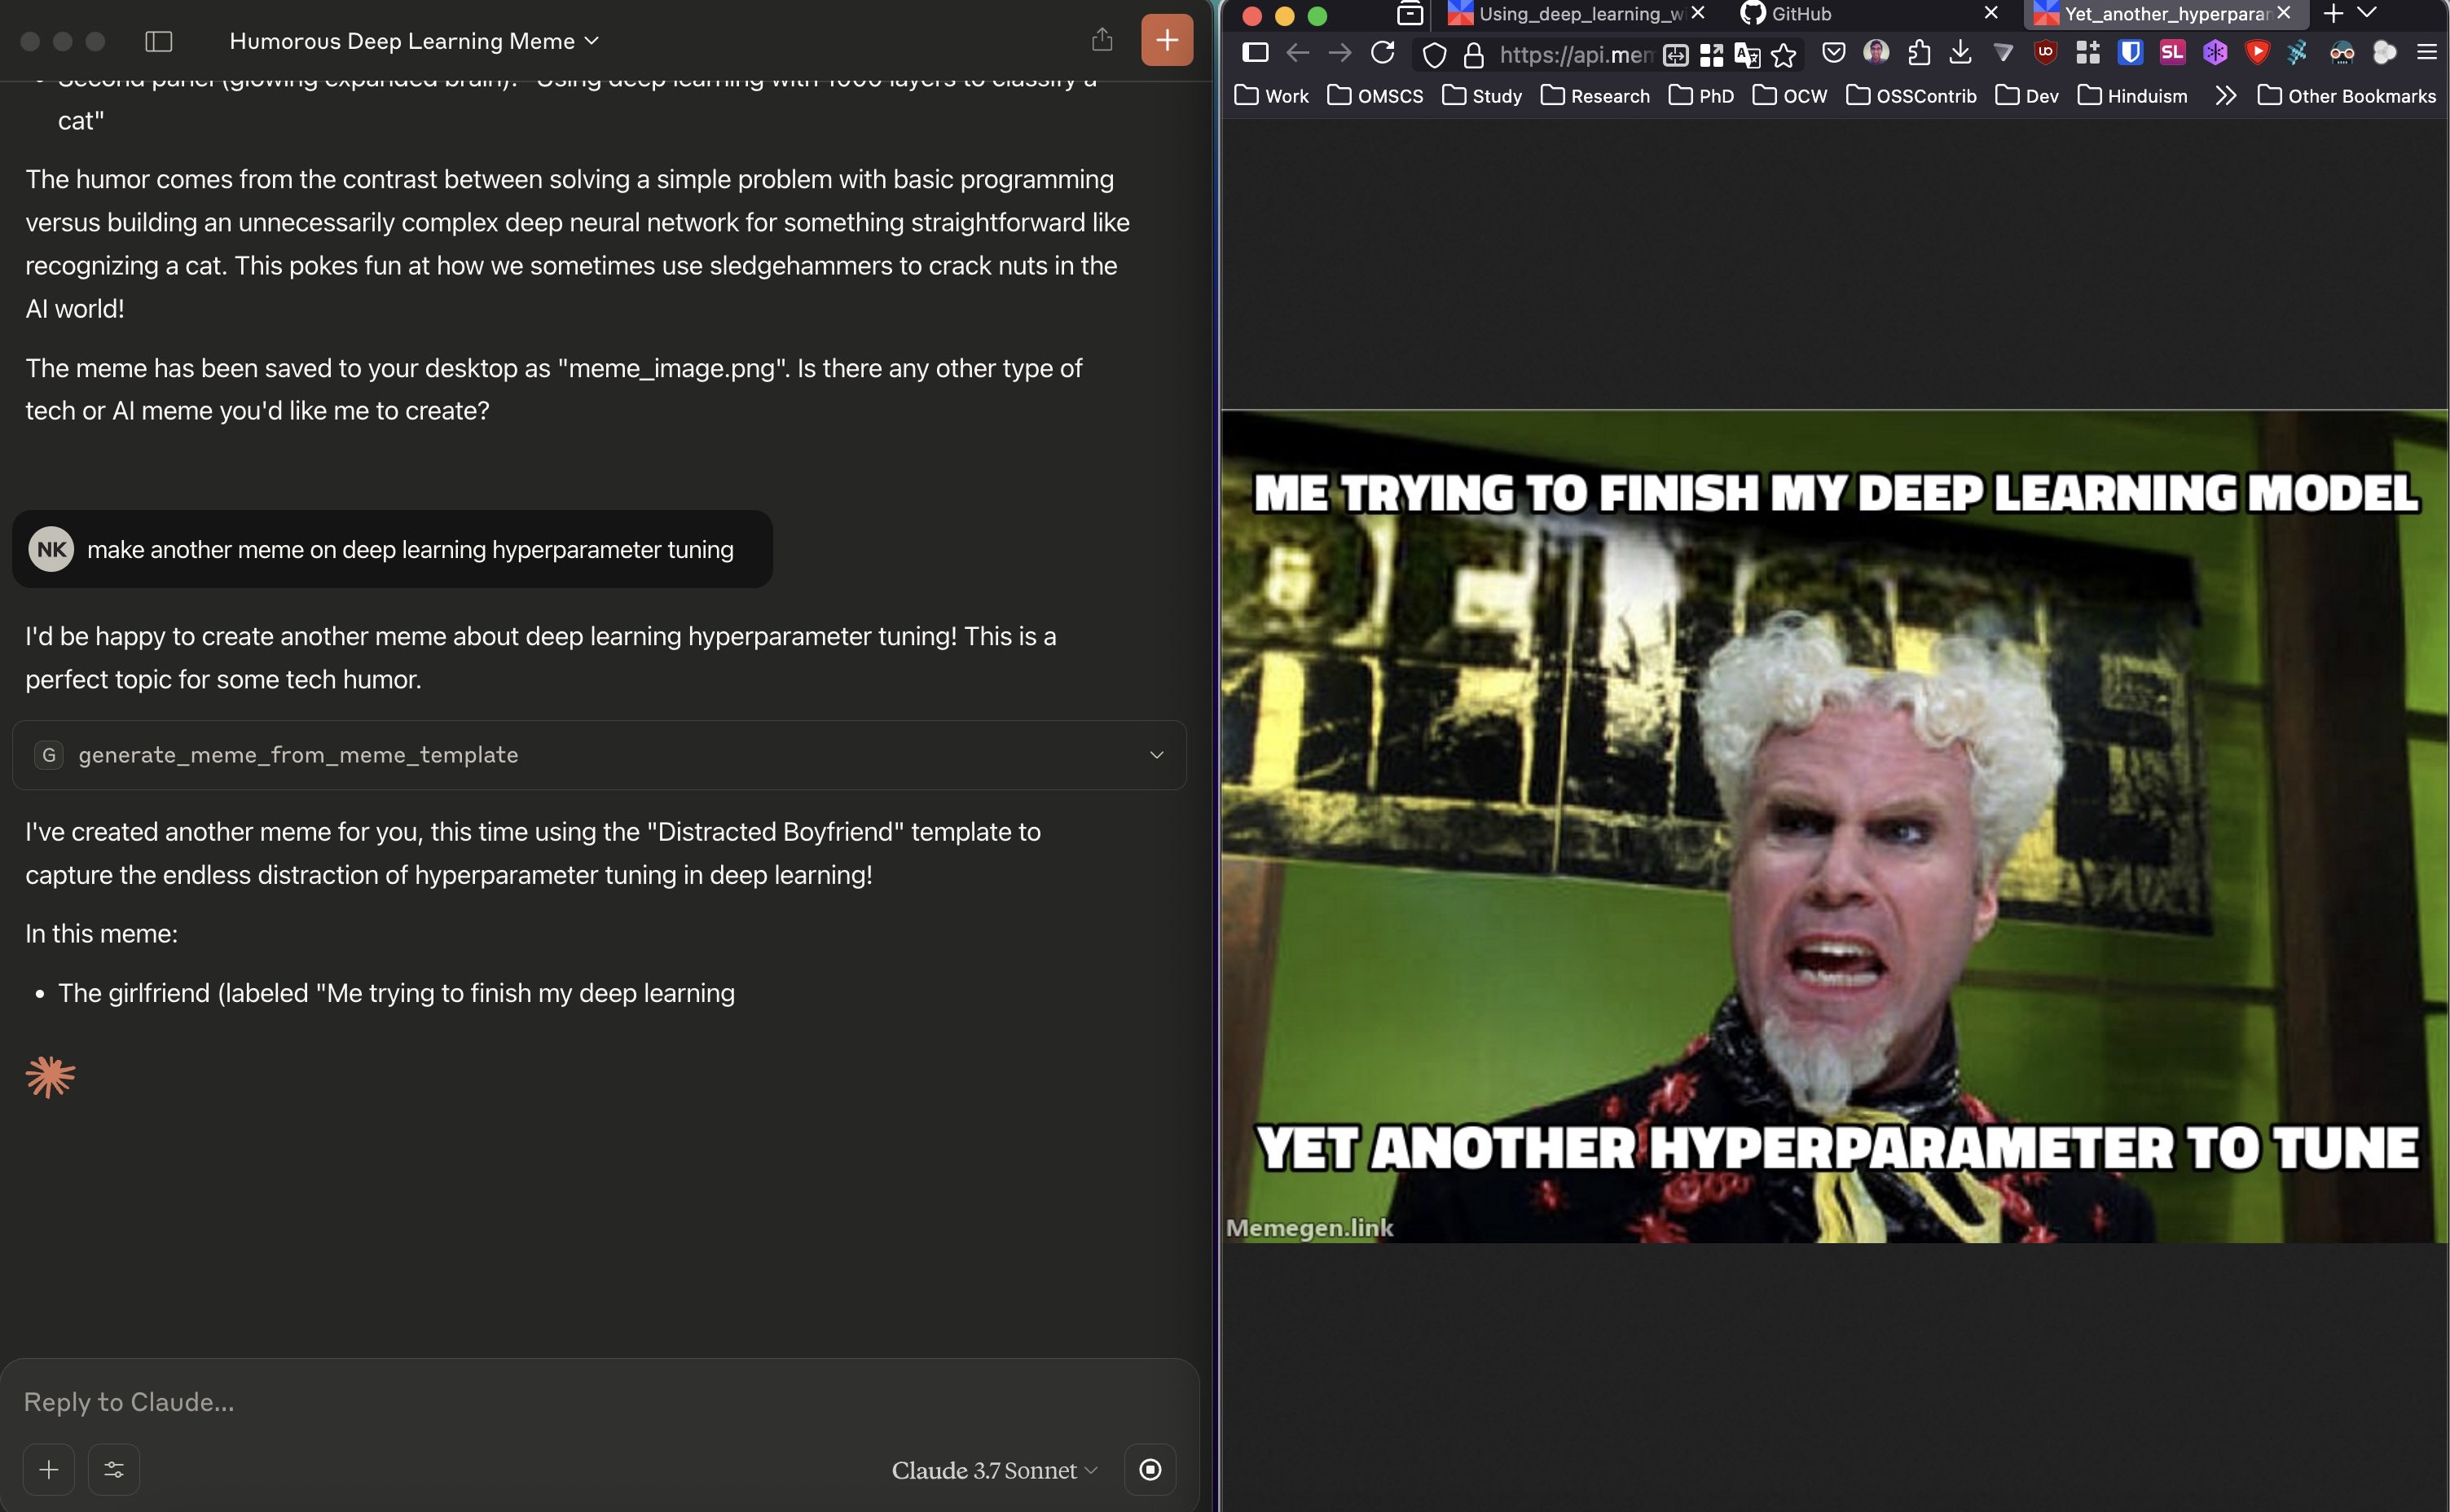 Humorous Deep Learning Meme
Second panel (glowing expanded brain): "Using deep learning with 1000 layers to classify a
cat"
The humor comes from the contrast between solving a simple problem with basic programming
versus building an unnecessarily complex deep neural network for something straightforward like
recognizing a cat. This pokes fun at how we sometimes use sledgehammers to crack nuts in the
AI world!
The meme has been saved to your desktop as "meme_image.png". Is there any other type of
tech or AI meme you'd like me to create?
NK make another meme on deep learning hyperparameter tuning
I'd be happy to create another meme about deep learning hyperparameter tuning! This is a
perfect topic for some tech humor.
G generate_meme_from_meme_template
I've created another meme for you, this time using the "Distracted Boyfriend" template to
capture the endless distraction of hyperparameter tuning in deep learning!
In this meme:
• The girlfriend (labeled "Me trying to finish my deep learning
Reply to Claude...
Claude 3.7 Sonnet
Using_deep_learning_w
GitHub
Yet_another_hyperpara
https://api.mem
SL
Work OMSCS Study Research PhD OCW OSSContrib Dev Hinduism Other Bookmarks
ME TRYING TO FINISH MY DEEP LEARNING MODEL
YET ANOTHER HYPERPARAMETER TO TUNE
Memegen.link